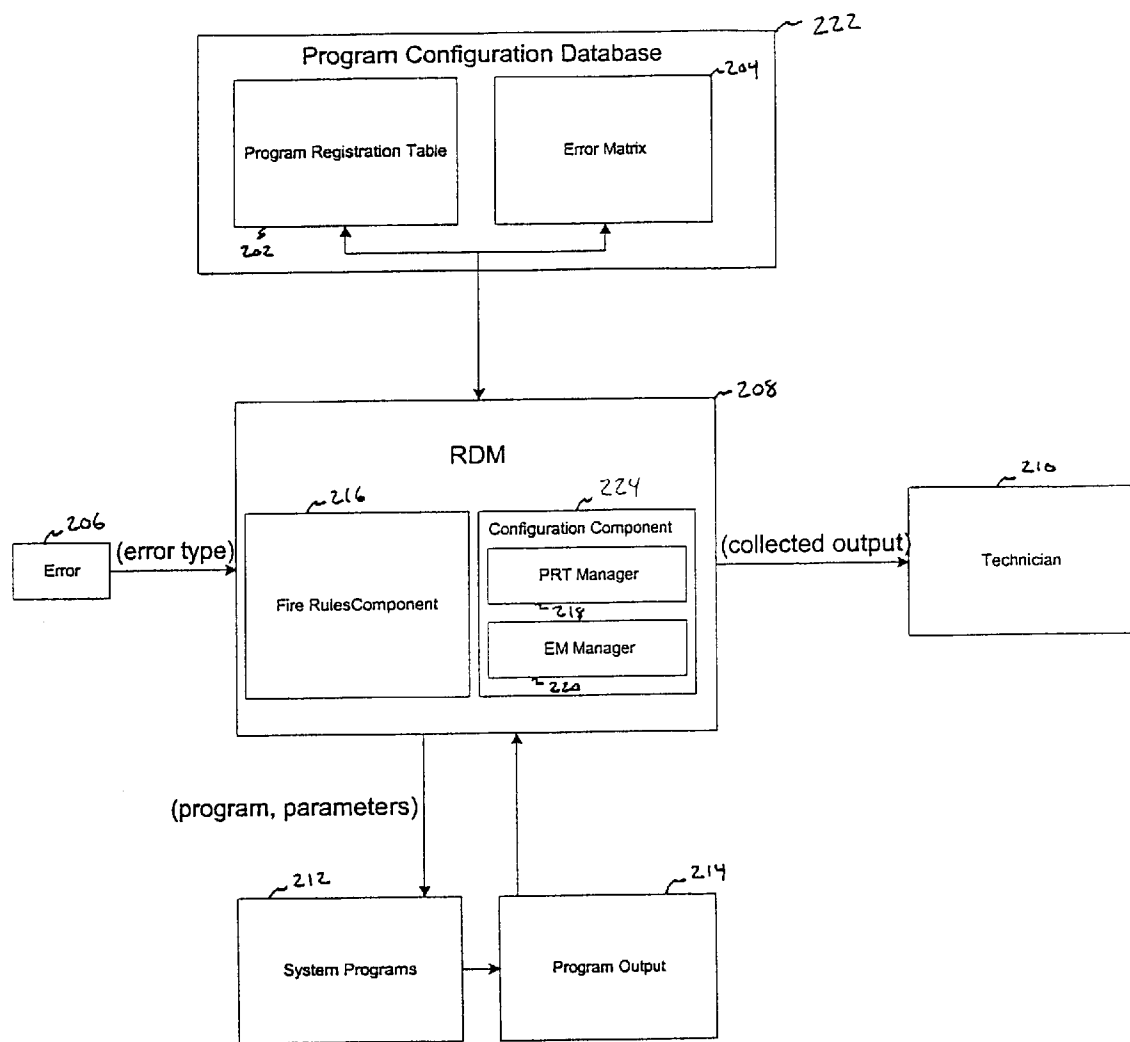 222
Program Configuration Database
204
Program Registration Table
Error Matrix
202
208
RDM
216
224
210
206
Configuration Component
(error type)
(collected output)
Error
PRT Manager
Technician
218
Fire RulesComponent
EM Manager
220
(program, parameters)
212
214
System Programs
Program Output